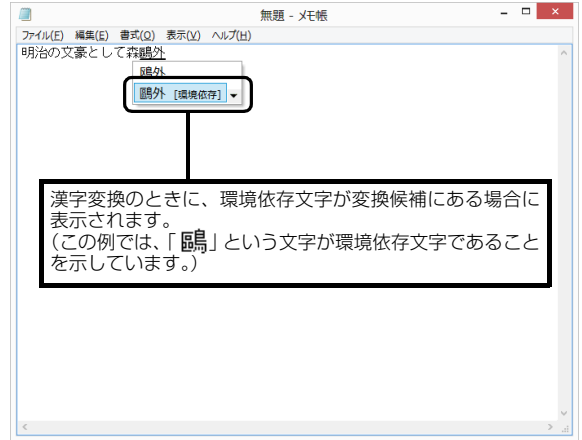 無題 - メモ帳
ファイル(F) 編集(E) 書式(O) 表示(V) ヘルプ(H)
明治の文豪として森鷗外
鴎外
鷗外 [環境依存]
漢字変換のときに、環境依存文字が変換候補にある場合に
表示されます。
(この例では、「鷗」という文字が環境依存文字であること
を示しています。)